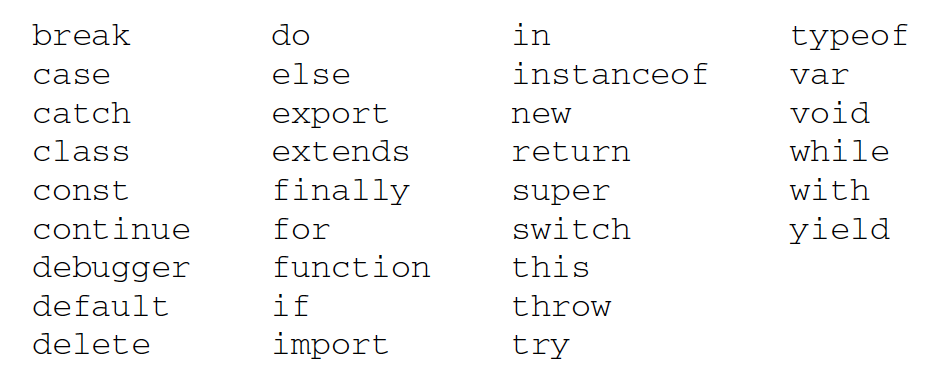 break do in typeof
case else instanceof var
catch export new void
class extends return while
const finally super with
continue for switch yield
debugger function this
default if throw
delete import try